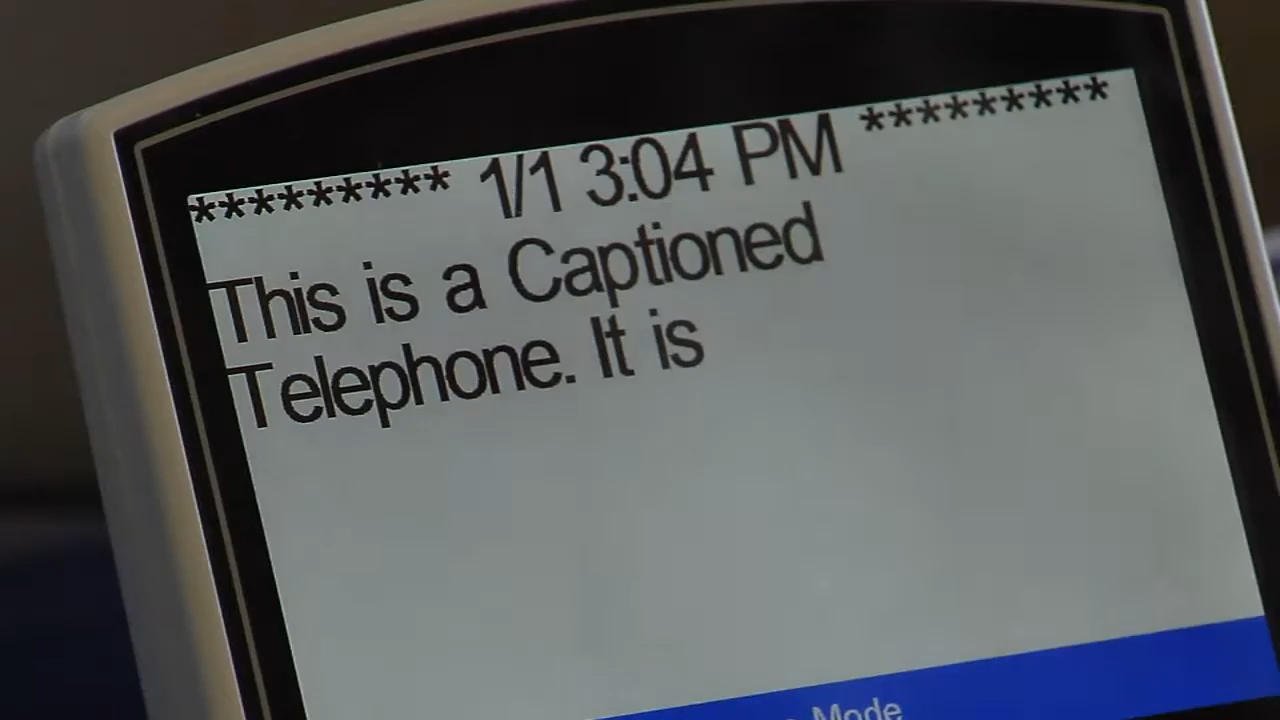 ********* 1/1 3:04 PM *********
This is a Captioned
Telephone. It is
Mode